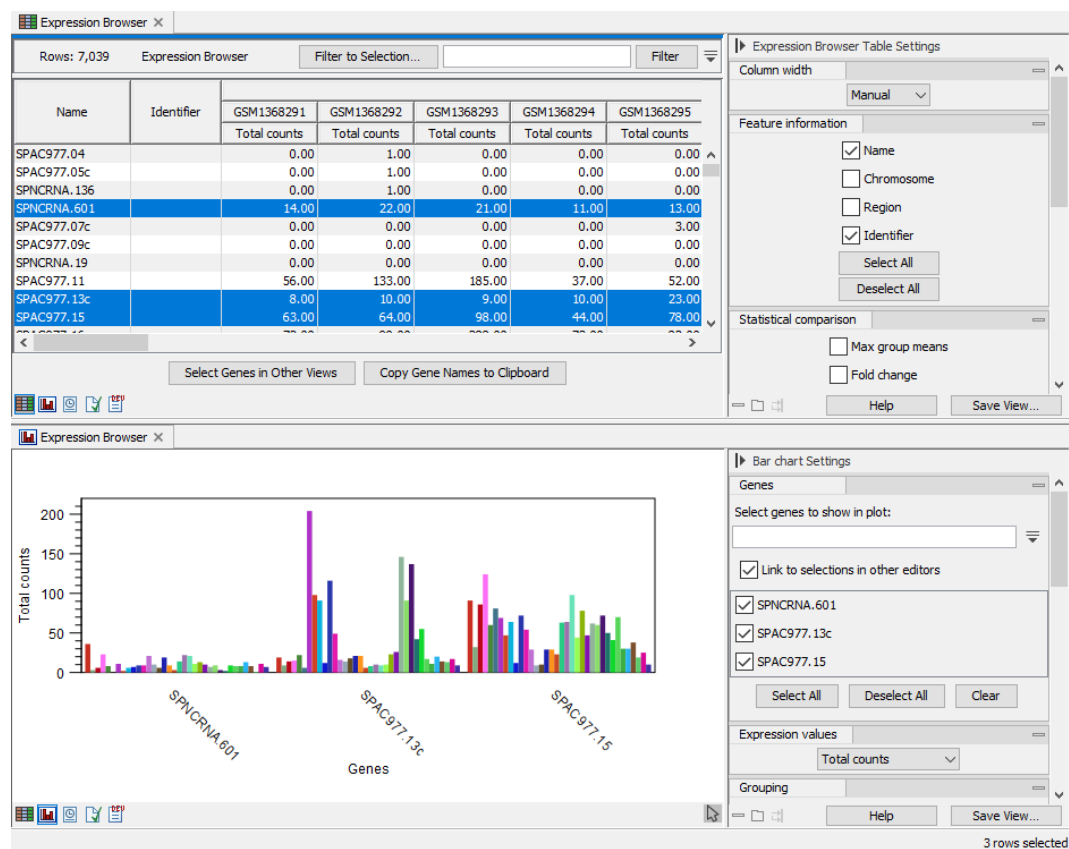 Expression Browser
Rows: 7,039 Expression Browser Filter to Selection... Filter
Name Identifier GSM1368291 GSM1368292 GSM1368293 GSM1368294 GSM1368295
Total counts Total counts Total counts Total counts Total counts
SPAC977.04 0.00 1.00 0.00 0.00 0.00
SPAC977.05c 0.00 1.00 0.00 0.00 0.00
SPNCRNA.136 0.00 1.00 0.00 0.00 0.00
SPNCRNA.601 14.00 22.00 21.00 11.00 13.00
SPAC977.07c 0.00 0.00 0.00 0.00 3.00
SPAC977.09c 0.00 0.00 0.00 0.00 0.00
SPNCRNA.19 0.00 0.00 0.00 0.00 0.00
SPAC977.11 56.00 133.00 185.00 37.00 52.00
SPAC977.13c 8.00 10.00 9.00 10.00 23.00
SPAC977.15 63.00 64.00 98.00 44.00 78.00
Select Genes in Other Views Copy Gene Names to Clipboard
Expression Browser Table Settings
Column width
Manual
Feature information
Name
Chromosome
Region
Identifier
Select All
Deselect All
Statistical comparison
Max group means
Fold change
Help Save View...
Expression Browser
200
150
100
50
0
Total counts
SPNCRNA.601 SPAC977.13c SPAC977.15
Genes
Bar chart Settings
Genes
Select genes to show in plot:
Link to selections in other editors
SPNCRNA.601
SPAC977.13c
SPAC977.15
Select All Deselect All Clear
Expression values
Total counts
Grouping
Help Save View...
3 rows selected